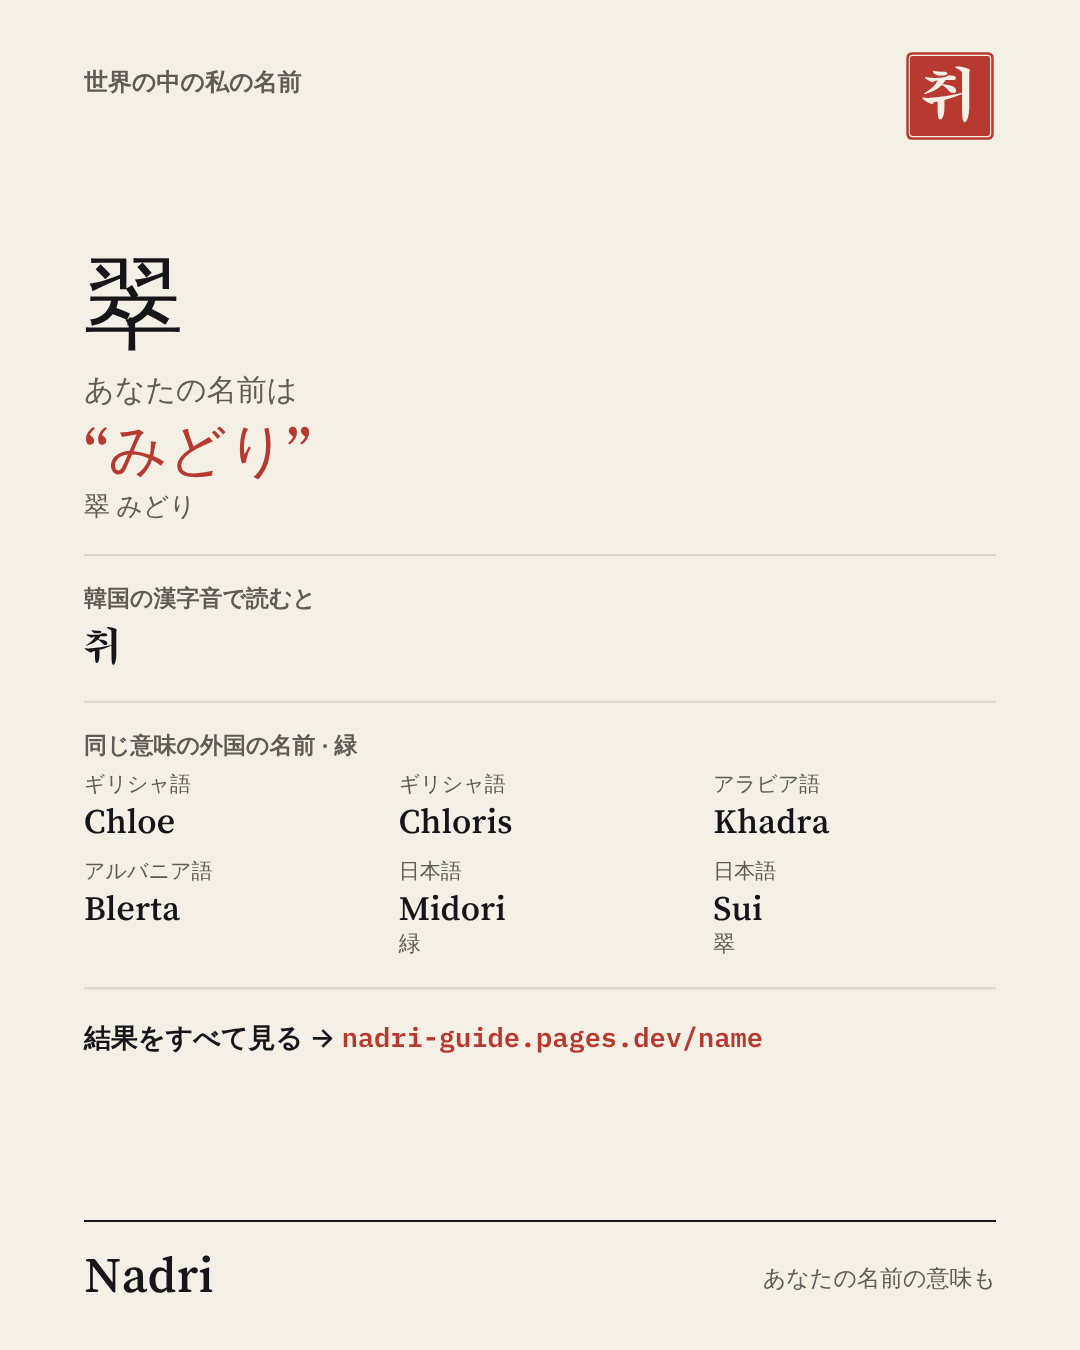 世界の中の私の名前
취
翠
あなたの名前は
“みどり”
翠 みどり
韓国の漢字音で読むと
취
同じ意味の外国の名前 · 緑
ギリシャ語
Chloe
ギリシャ語
Chloris
アラビア語
Khadra
アルバニア語
Blerta
日本語
Midori
緑
日本語
Sui
翠
結果をすべて見る → nadri-guide.pages.dev/name
Nadri
あなたの名前の意味も